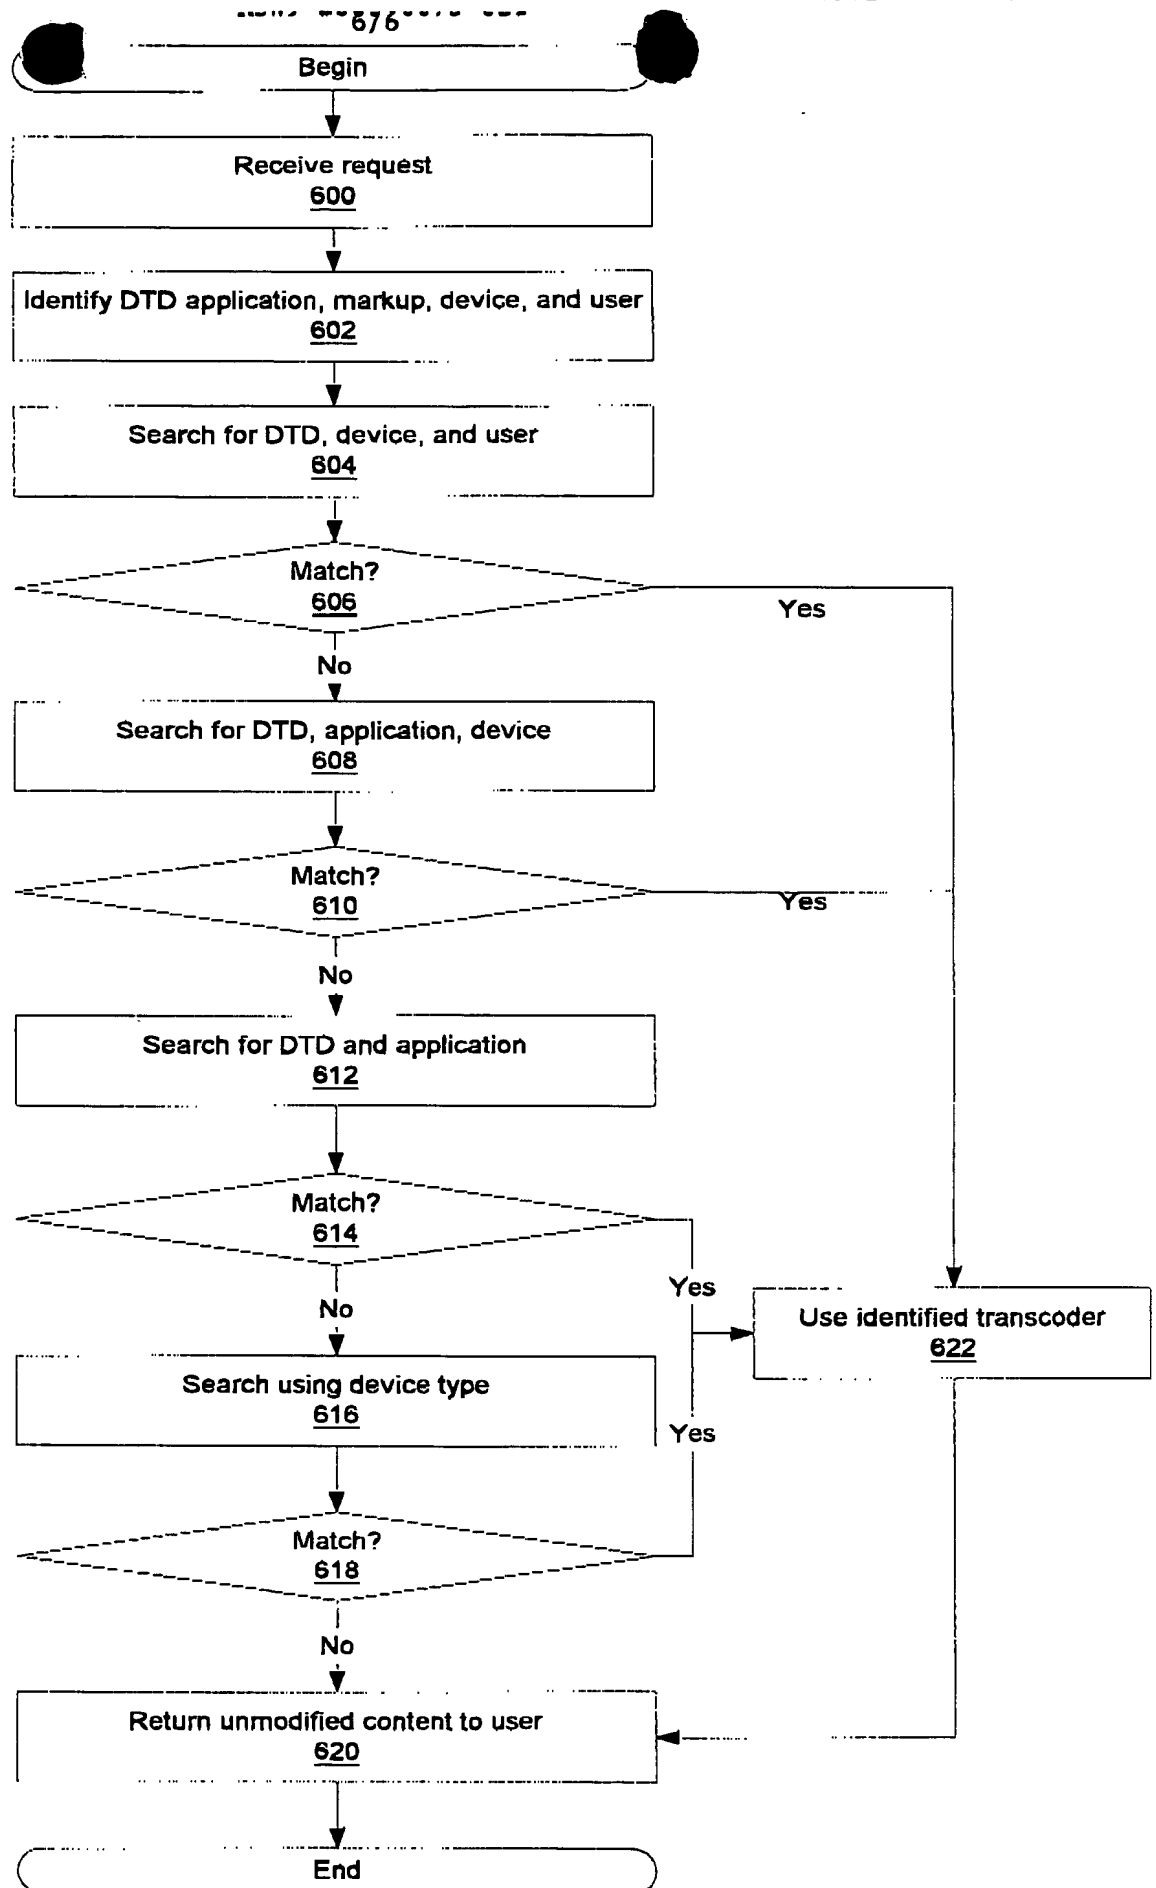 676
Begin
Receive request
600
Identify DTD application, markup, device, and user
602
Search for DTD, device, and user
604
Match?
606
Yes
No
Search for DTD, application, device
608
Match?
610
Yes
No
Search for DTD and application
612
Match?
614
Yes
No
Use identified transcoder
622
Search using device type
616
Yes
Match?
618
No
Return unmodified content to user
620
End